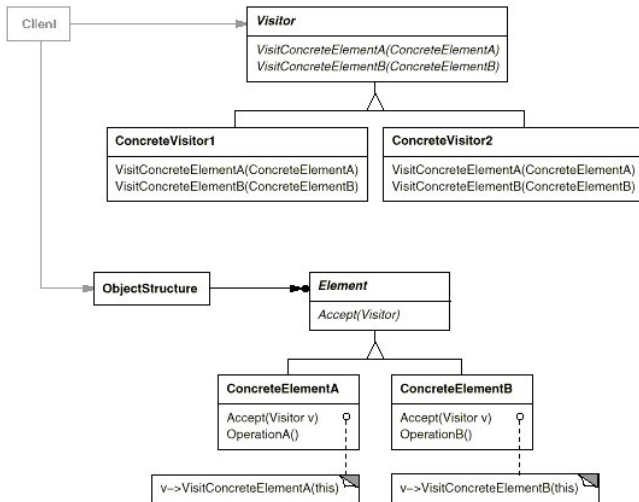 Client
Visitor
VisitConcreteElementA(ConcreteElementA)
VisitConcreteElementB(ConcreteElementB)
ConcreteVisitor1
VisitConcreteElementA(ConcreteElementA)
VisitConcreteElementB(ConcreteElementB)
ConcreteVisitor2
VisitConcreteElementA(ConcreteElementA)
VisitConcreteElementB(ConcreteElementB)
ObjectStructure
Element
Accept(Visitor)
ConcreteElementA
Accept(Visitor v)
OperationA()
ConcreteElementB
Accept(Visitor v)
OperationB()
v->VisitConcreteElementA(this)
v->VisitConcreteElementB(this)